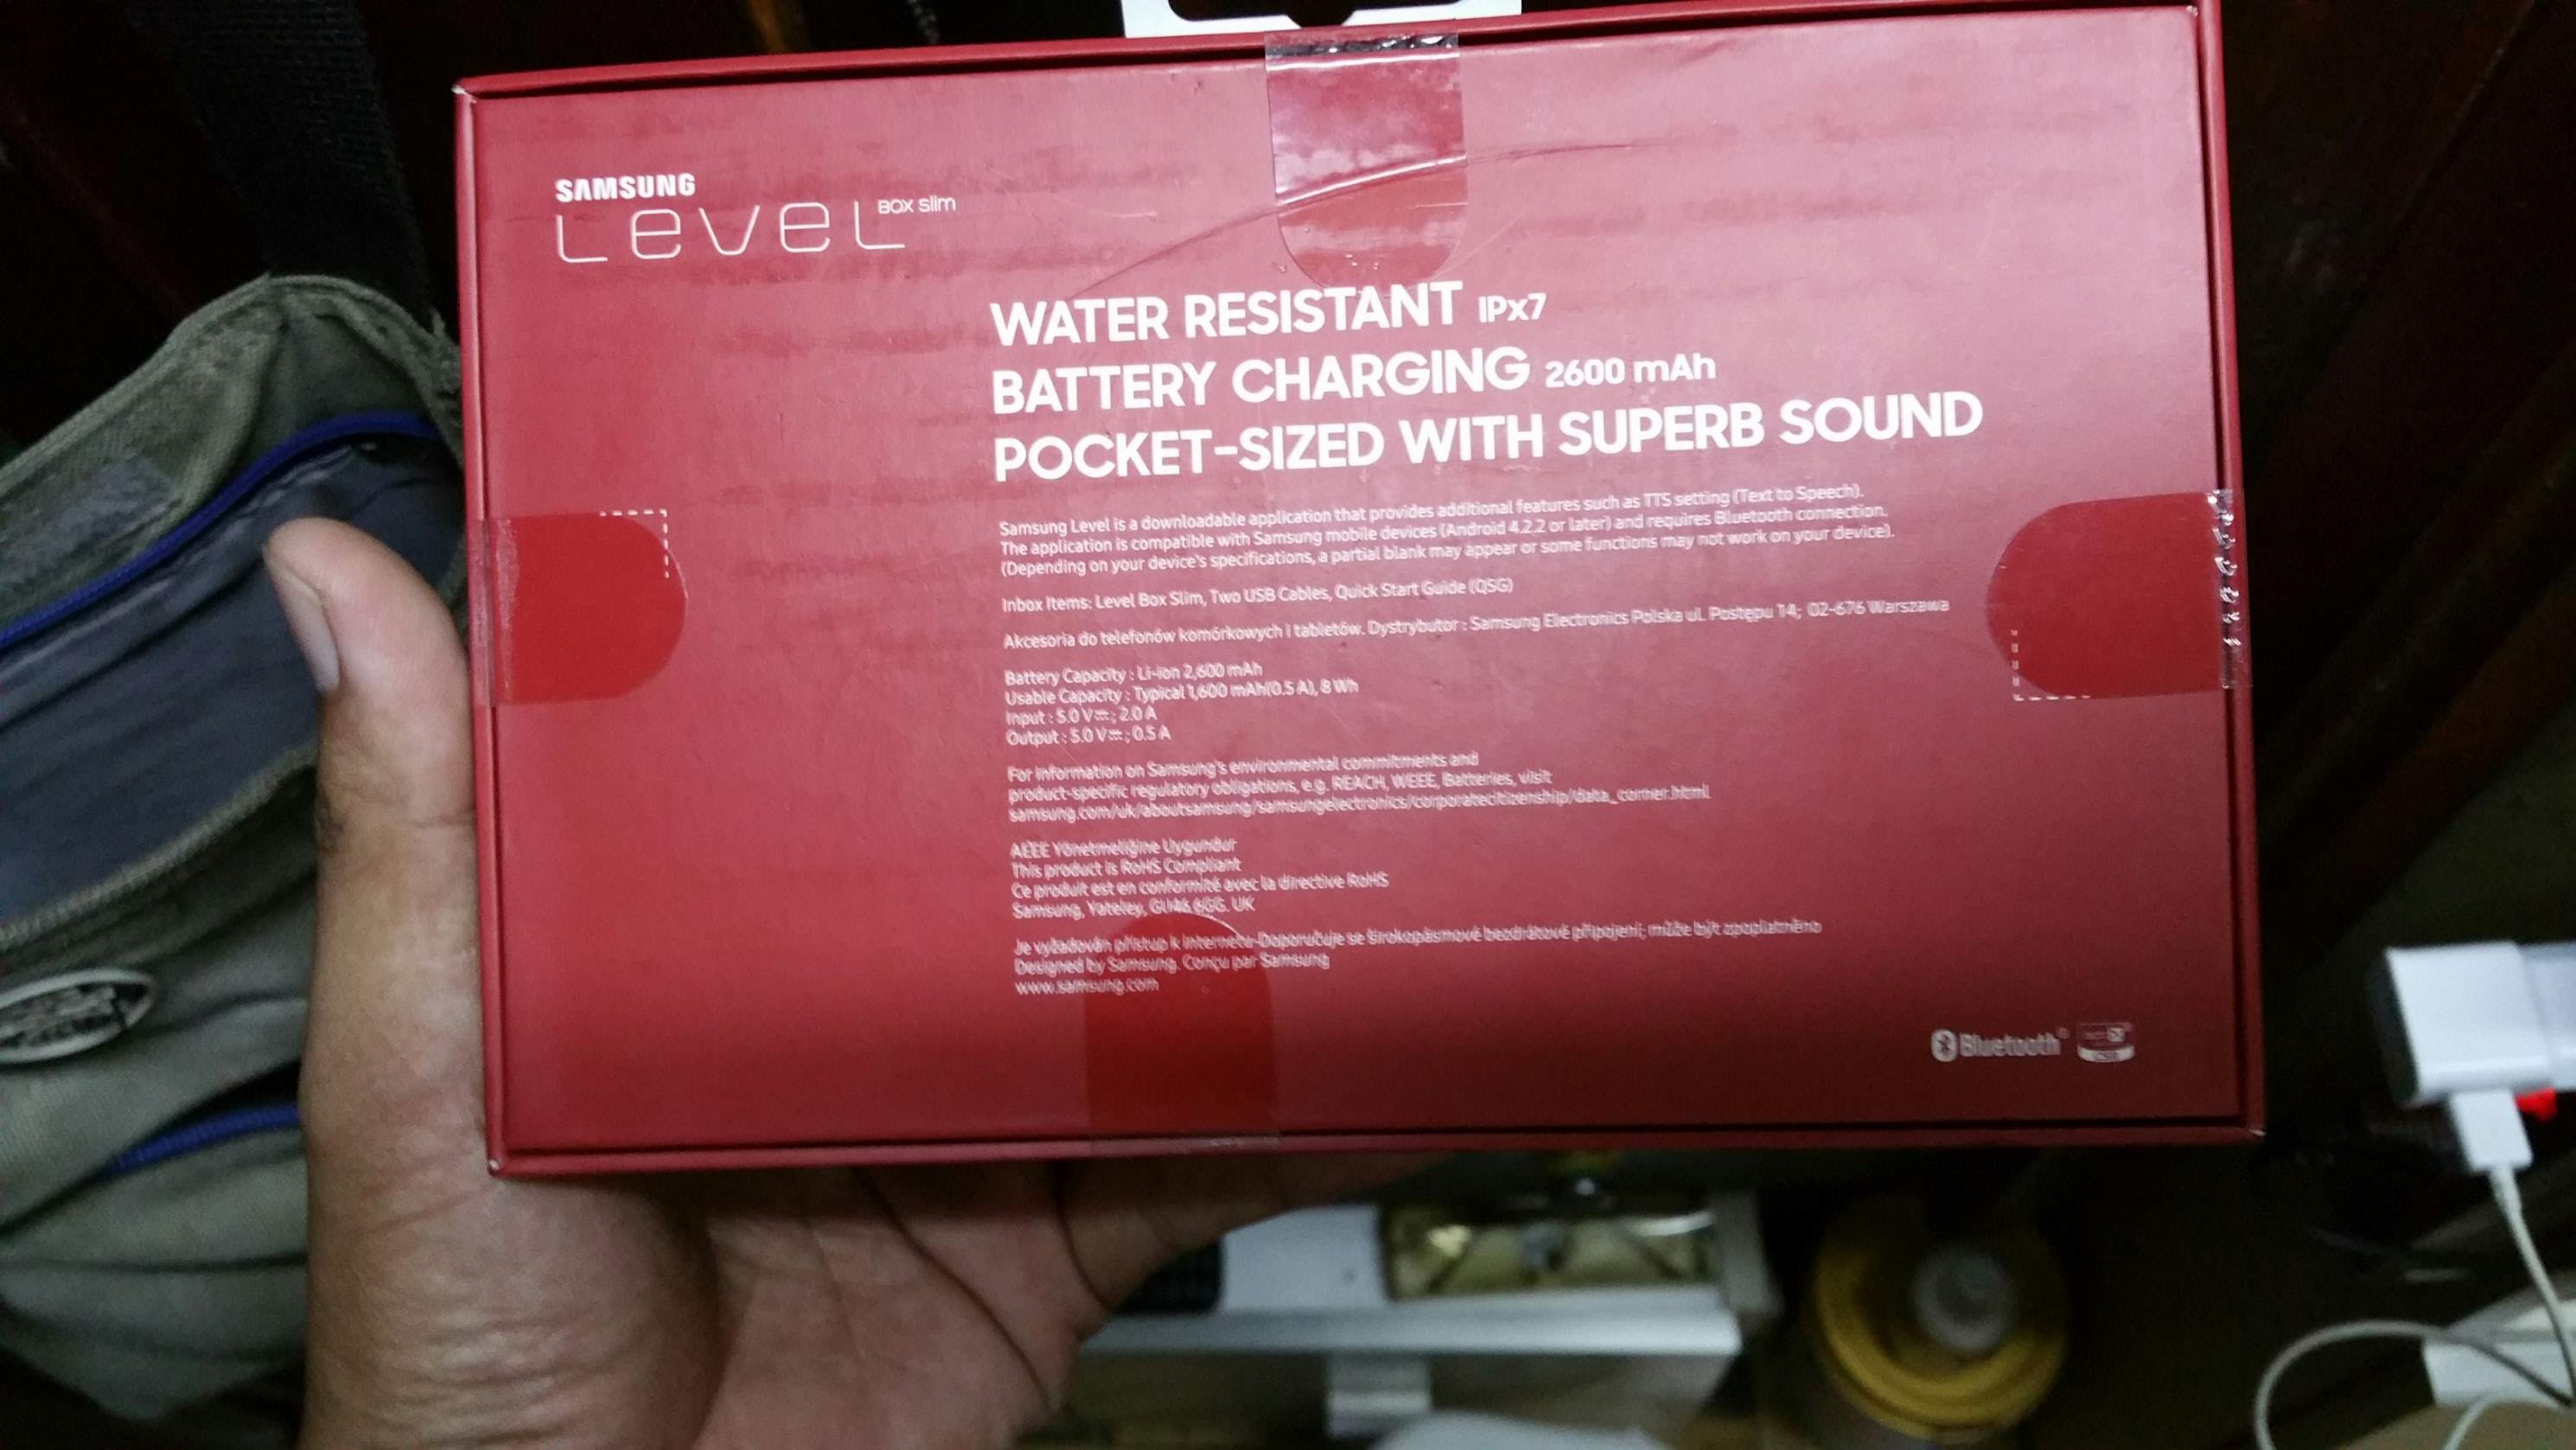 SAMSUNG
Level BOX slim
WATER RESISTANT IPx7
BATTERY CHARGING 2600 mAh
POCKET-SIZED WITH SUPERB SOUND
Samsung Level is a downloadable application that provides additional features such as TTS setting (Text to Speech).
The application is compatible with Samsung mobile devices (Android 4.2.2 or later) and requires Bluetooth connection.
(Depending on your device's specifications, a partial blank may appear or some functions may not work on your device).
Inbox Items: Level Box Slim, Two USB Cables, Quick Start Guide (QSG)
Akcesoria do telefonów komórkowych i tabletów. Dystrybutor : Samsung Electronics Polska ul. Postępu 14; 02-676 Warszawa
Battery Capacity : Li-ion 2,600 mAh
Usable Capacity : Typical 1,600 mAh(0.5 A), 8 Wh
Input : 5.0 V⎓; 2.0 A
Output : 5.0 V⎓; 0.5 A
For information on Samsung's environmental commitments and
product-specific regulatory obligations, e.g. REACH, WEEE, Batteries, visit
samsung.com/uk/aboutsamsung/samsungelectronics/corporatecitizenship/data_corner.html
AEEE Yönetmeliğine Uygundur
This product is RoHS Compliant
Ce produit est en conformité avec la directive RoHS
Samsung, Yateley, GU46 6GG. UK
Je vyžadován přístup k internetu-Doporučuje se širokopásmové bezdrátové připojení; může být zpoplatněno
Designed by Samsung. Conçu par Samsung
www.samsung.com
Bluetooth®